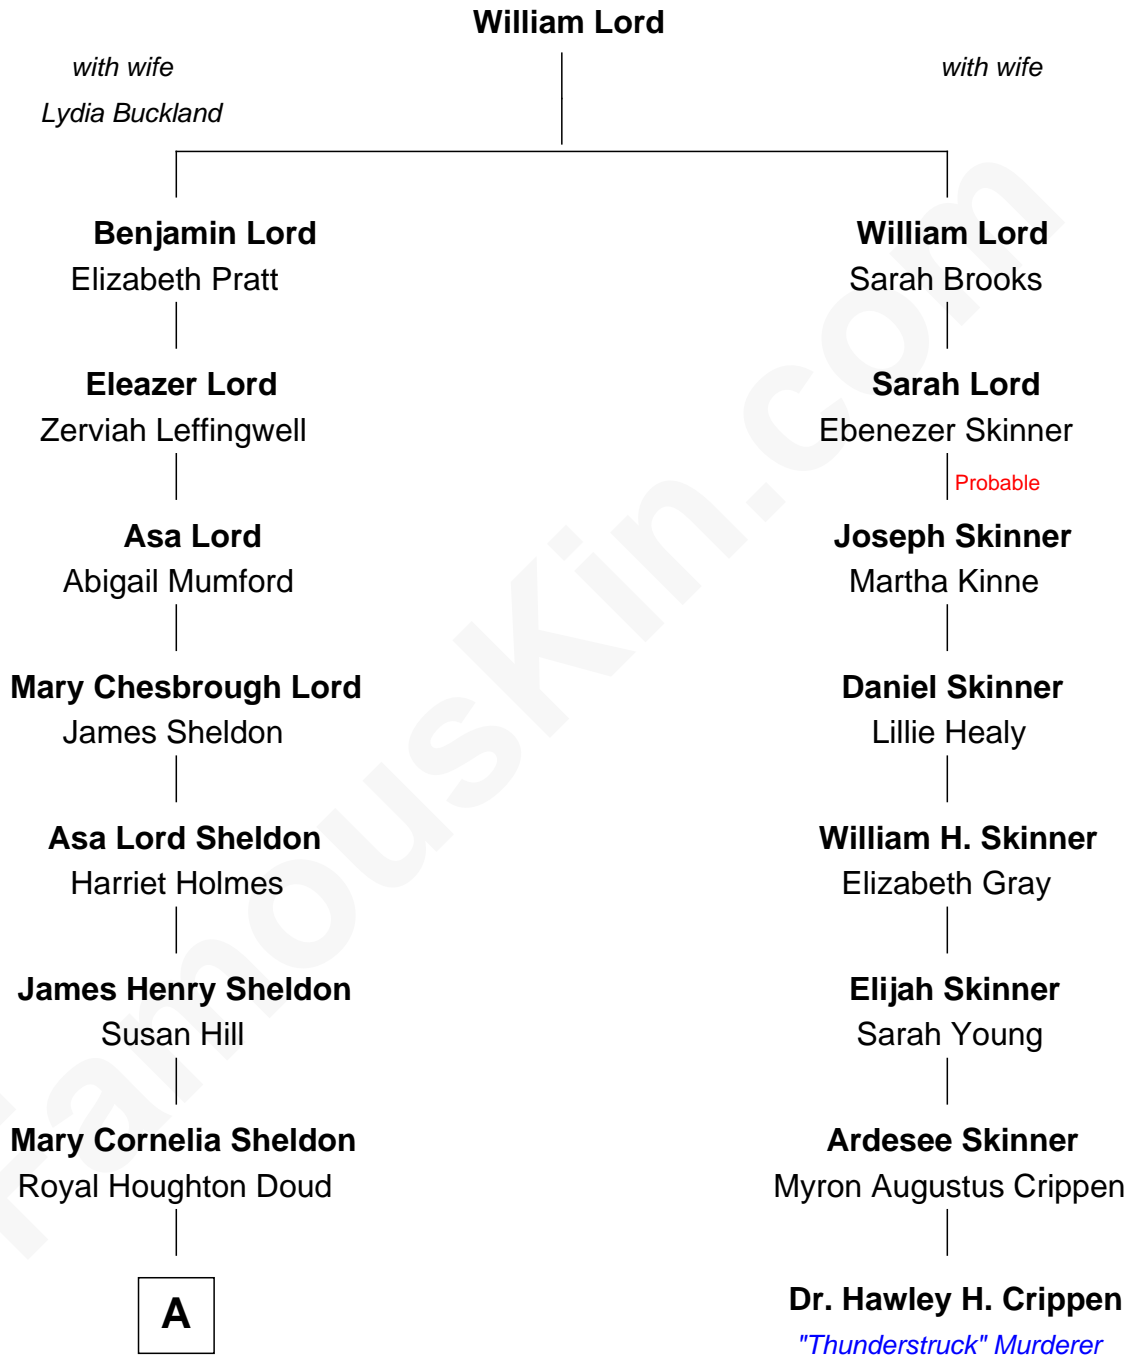 William Lord
with wife
with wife
Lydia Buckland
Benjamin Lord
William Lord
Elizabeth Pratt
Sarah Brooks
Eleazer Lord
Sarah Lord
Zerviah Leffingwell
Ebenezer Skinner
Probable
Asa Lord
Joseph Skinner
Abigail Mumford
Martha Kinne
Mary Chesbrough Lord
Daniel Skinner
James Sheldon
Lillie Healy
Asa Lord Sheldon
William H. Skinner
Harriet Holmes
Elizabeth Gray
James Henry Sheldon
Elijah Skinner
Susan Hill
Sarah Young
Mary Cornelia Sheldon
Ardesee Skinner
Royal Houghton Doud
Myron Augustus Crippen
A
Dr. Hawley H. Crippen
"Thunderstruck" Murderer
FamousKin.com